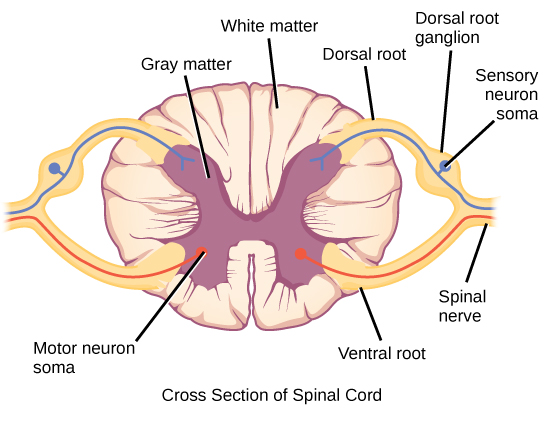 Dorsal root
ganglion
White matter
Dorsal root
Gray matter
Sensory
neuron
soma
Spinal
nerve
Motor neuron
soma
Ventral root
Cross Section of Spinal Cord